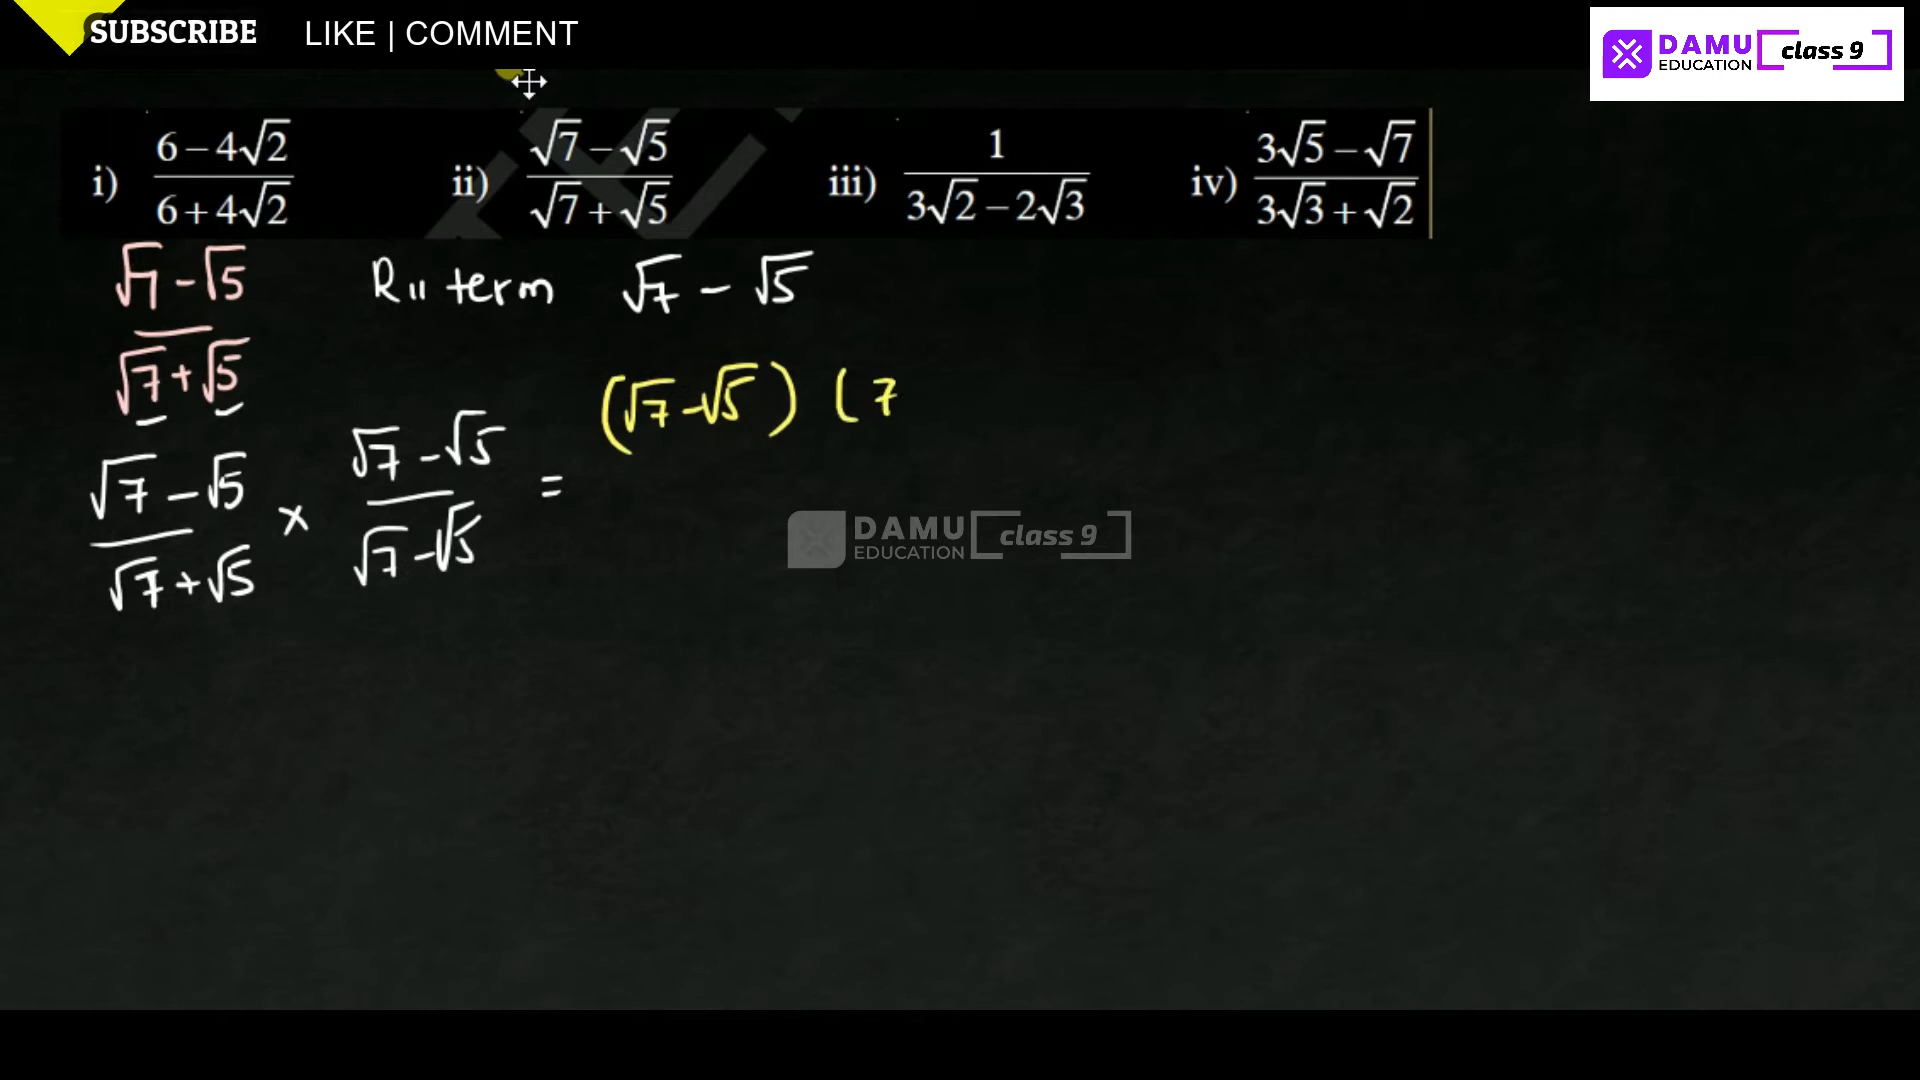 SUBSCRIBE LIKE | COMMENT
DAMU EDUCATION class 9
i) 6 − 4√2 / 6 + 4√2 ii) √7 − √5 / √7 + √5 iii) 1 / 3√2 − 2√3 iv) 3√5 − √7 / 3√3 + √2
√7 − √5 / √7 + √5
R॥ term √7 − √5
√7 − √5 / √7 + √5 × √7 − √5 / √7 − √5 = (√7 − √5) (7
DAMU EDUCATION class 9